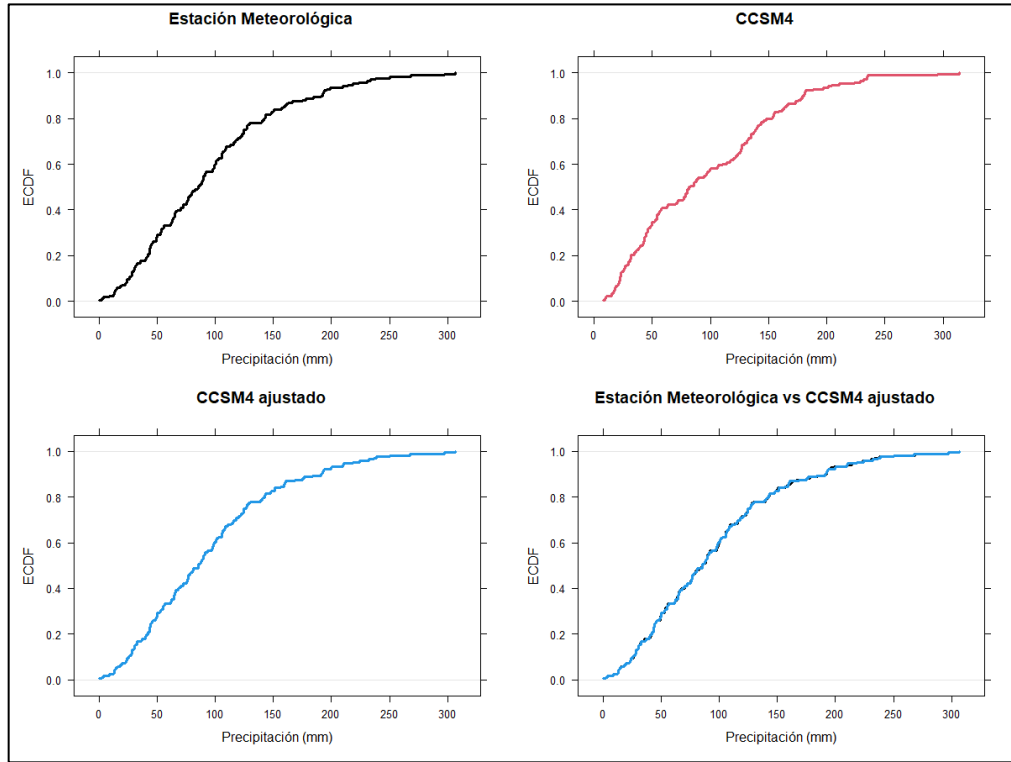 Estación Meteorológica
CCSM4
ECDF
1.0
0.8
0.6
0.4
0.2
0.0
0 50 100 150 200 250 300
Precipitación (mm)
ECDF
1.0
0.8
0.6
0.4
0.2
0.0
0 50 100 150 200 250 300
Precipitación (mm)
CCSM4 ajustado
Estación Meteorológica vs CCSM4 ajustado
ECDF
1.0
0.8
0.6
0.4
0.2
0.0
0 50 100 150 200 250 300
Precipitación (mm)
ECDF
1.0
0.8
0.6
0.4
0.2
0.0
0 50 100 150 200 250 300
Precipitación (mm)